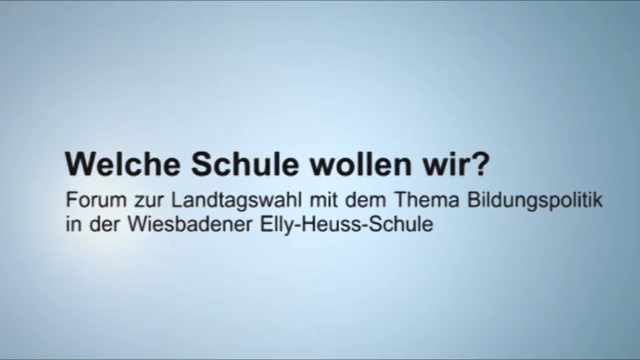 Welche Schule wollen wir?
Forum zur Landtagswahl mit dem Thema Bildungspolitik
in der Wiesbadener Elly-Heuss-Schule